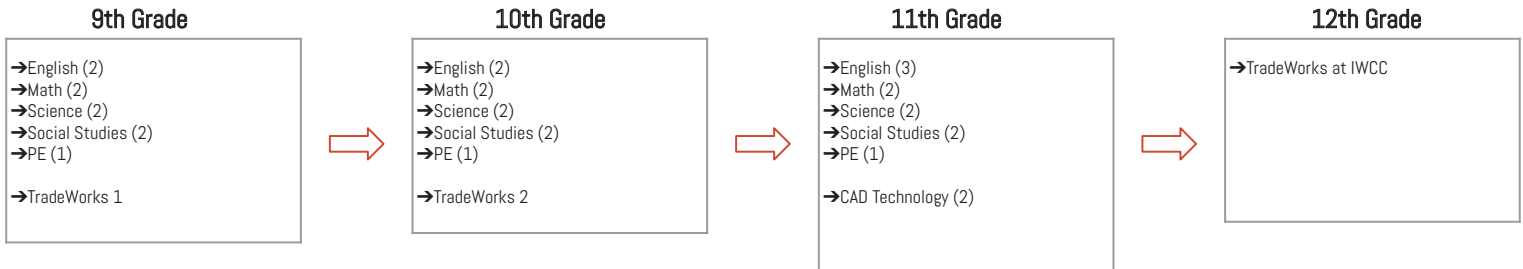 9th Grade
➔English (2)
➔Math (2)
➔Science (2)
➔Social Studies (2)
➔PE (1)
➔TradeWorks 1
10th Grade
➔English (2)
➔Math (2)
➔Science (2)
➔Social Studies (2)
➔PE (1)
➔TradeWorks 2
11th Grade
➔English (3)
➔Math (2)
➔Science (2)
➔Social Studies (2)
➔PE (1)
➔CAD Technology (2)
12th Grade
➔TradeWorks at IWCC